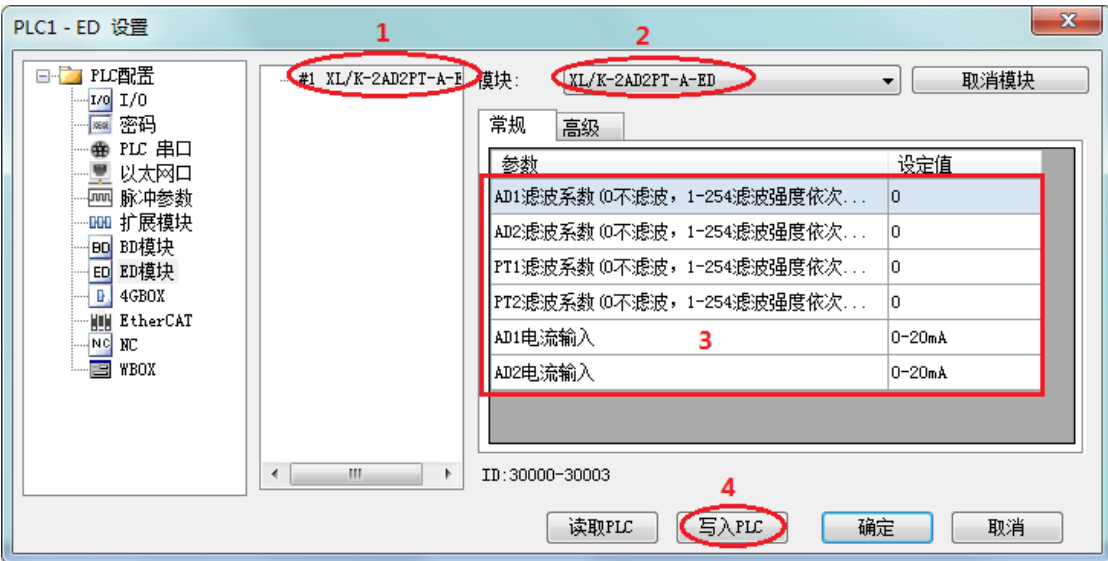 PLC1 - ED 设置
1
2
PLC配置
I/O
密码
PLC 串口
以太网口
脉冲参数
扩展模块
BD模块
ED模块
4GBOX
EtherCAT
NC
WBOX
#1 XL/K-2AD2PT-A-E
模块:
XL/K-2AD2PT-A-ED
取消模块
常规
高级
参数
设定值
AD1滤波系数(0不滤波，1-254滤波强度依次...
0
AD2滤波系数(0不滤波，1-254滤波强度依次...
0
PT1滤波系数(0不滤波，1-254滤波强度依次...
0
PT2滤波系数(0不滤波，1-254滤波强度依次...
0
AD1电流输入
3
0-20mA
AD2电流输入
0-20mA
ID:30000-30003
4
读取PLC
写入PLC
确定
取消